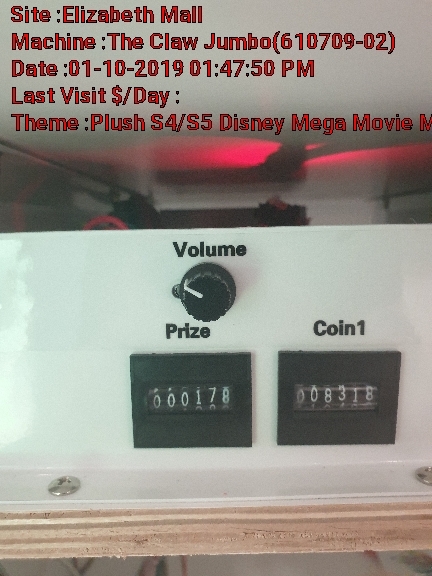 Site :Elizabeth Mall
Machine :The Claw Jumbo(610709-02)
Date :01-10-2019 01:47:50 PM
Last Visit $/Day :
Theme :Plush S4/S5 Disney Mega Movie M
Volume
Prize
Coin1
000178
008318